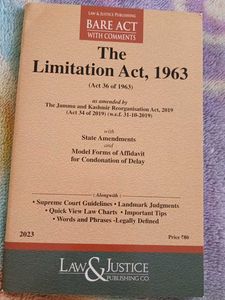 LAW & JUSTICE PUBLISHING
BARE ACT
WITH COMMENTS
The
Limitation Act, 1963
(Act 36 of 1963)
as amended by
The Jammu and Kashmir Reorganisation Act, 2019
(Act 34 of 2019) (w.e.f. 31-10-2019)
with
State Amendments
and
Model Forms of Affidavit
for Condonation of Delay
( Alongwith )
• Supreme Court Guidelines • Landmark Judgments
• Quick View Law Charts • Important Tips
• Words and Phrases -Legally Defined
2023
Price ₹80
LAW & JUSTICE
PUBLISHING CO